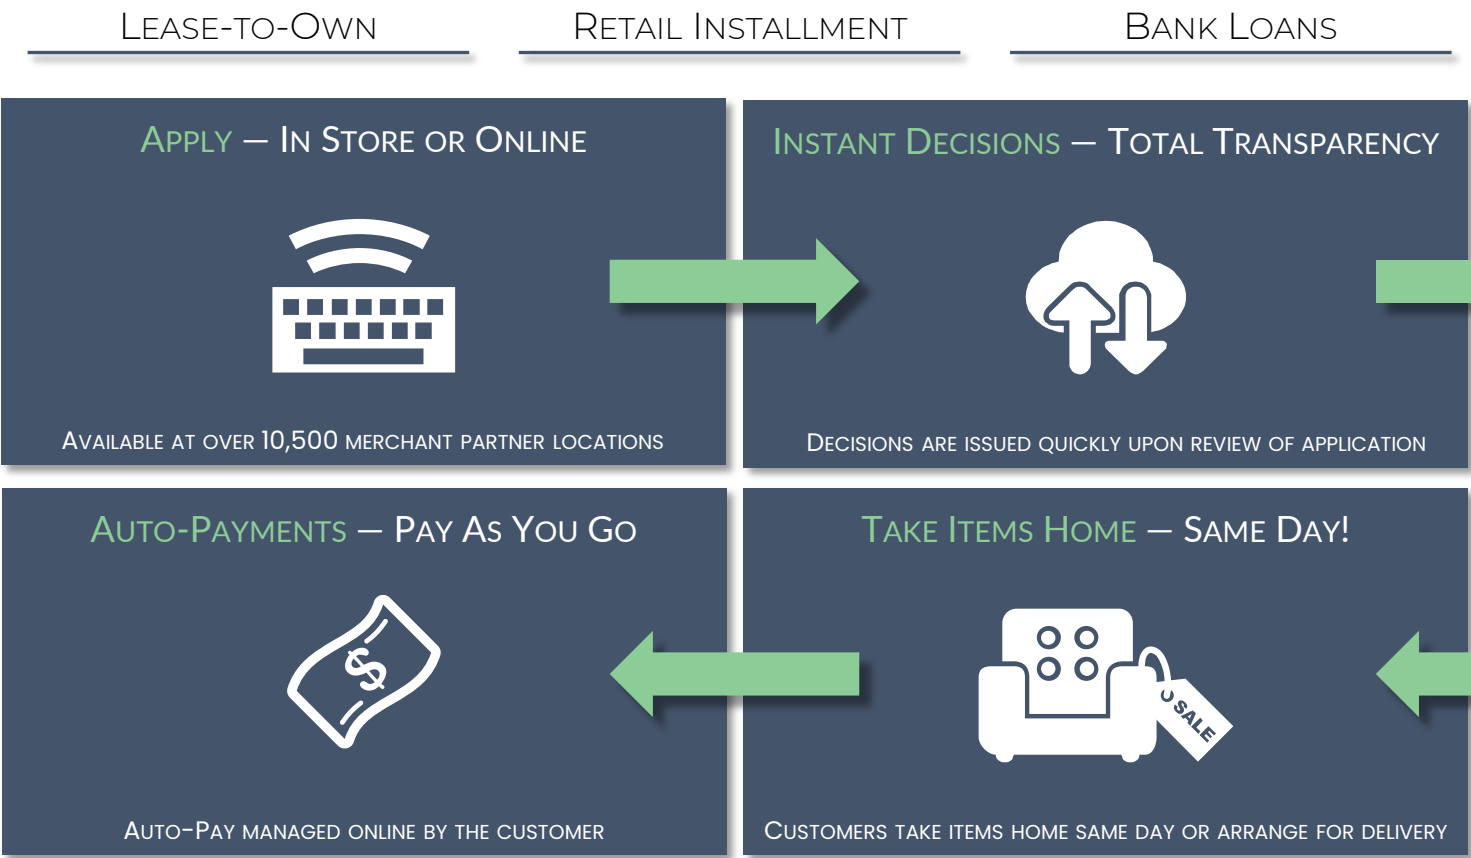 Lease-to-Own
Retail Installment
Bank Loans
Apply – In Store or Online
Available at over 10,500 merchant partner locations
Instant Decisions – Total Transparency
Decisions are issued quickly upon review of application
Auto-Payments – Pay As You Go
$
Auto-Pay managed online by the customer
Take Items Home – Same Day!
SALE
Customers take items home same day or arrange for delivery